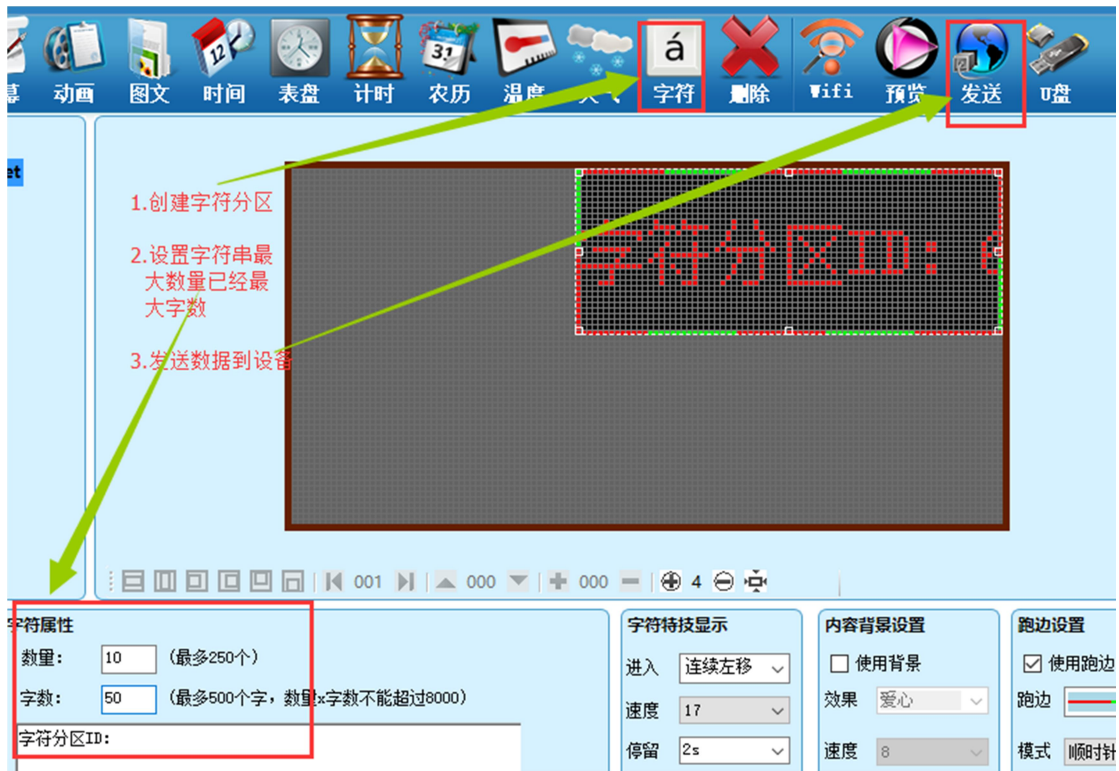 动画
图文
时间
表盘
计时
农历
温度
天气
字符
删除
Wifi
预览
发送
U盘
et
1.创建字符分区
2.设置字符串最
大数量已经最
大字数
3.发送数据到设备
字符分区ID: 6
001
000
000
4
字符属性
数量: 10 (最多250个)
字数: 50 (最多500个字，数量x字数不能超过8000)
字符分区ID:
字符特技显示
进入 连续左移
速度 17
停留 2s
内容背景设置
使用背景
效果 爱心
速度 8
跑边设置
使用跑边
跑边
模式 顺时针